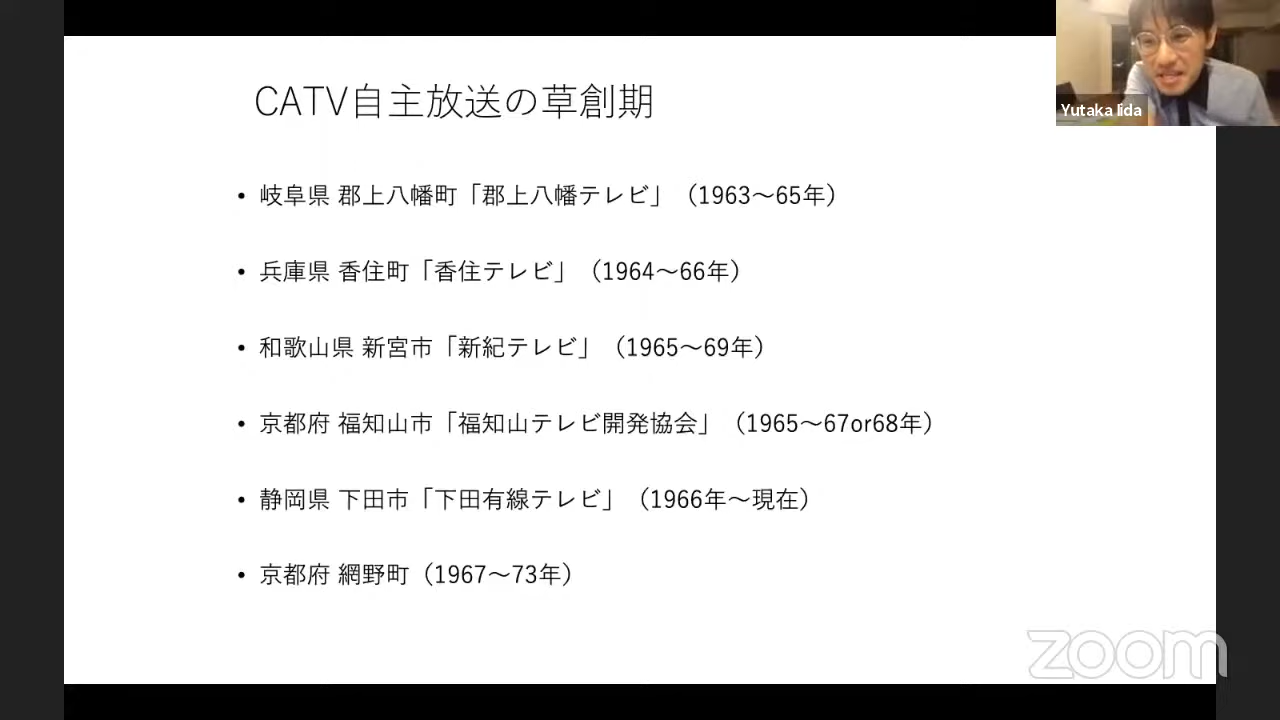 CATV自主放送の草創期
Yutaka Iida
• 岐阜県 郡上八幡町「郡上八幡テレビ」（1963～65年）
• 兵庫県 香住町「香住テレビ」（1964～66年）
• 和歌山県 新宮市「新紀テレビ」（1965～69年）
• 京都府 福知山市「福知山テレビ開発協会」（1965～67or68年）
• 静岡県 下田市「下田有線テレビ」（1966年～現在）
• 京都府 網野町（1967～73年）
zoom